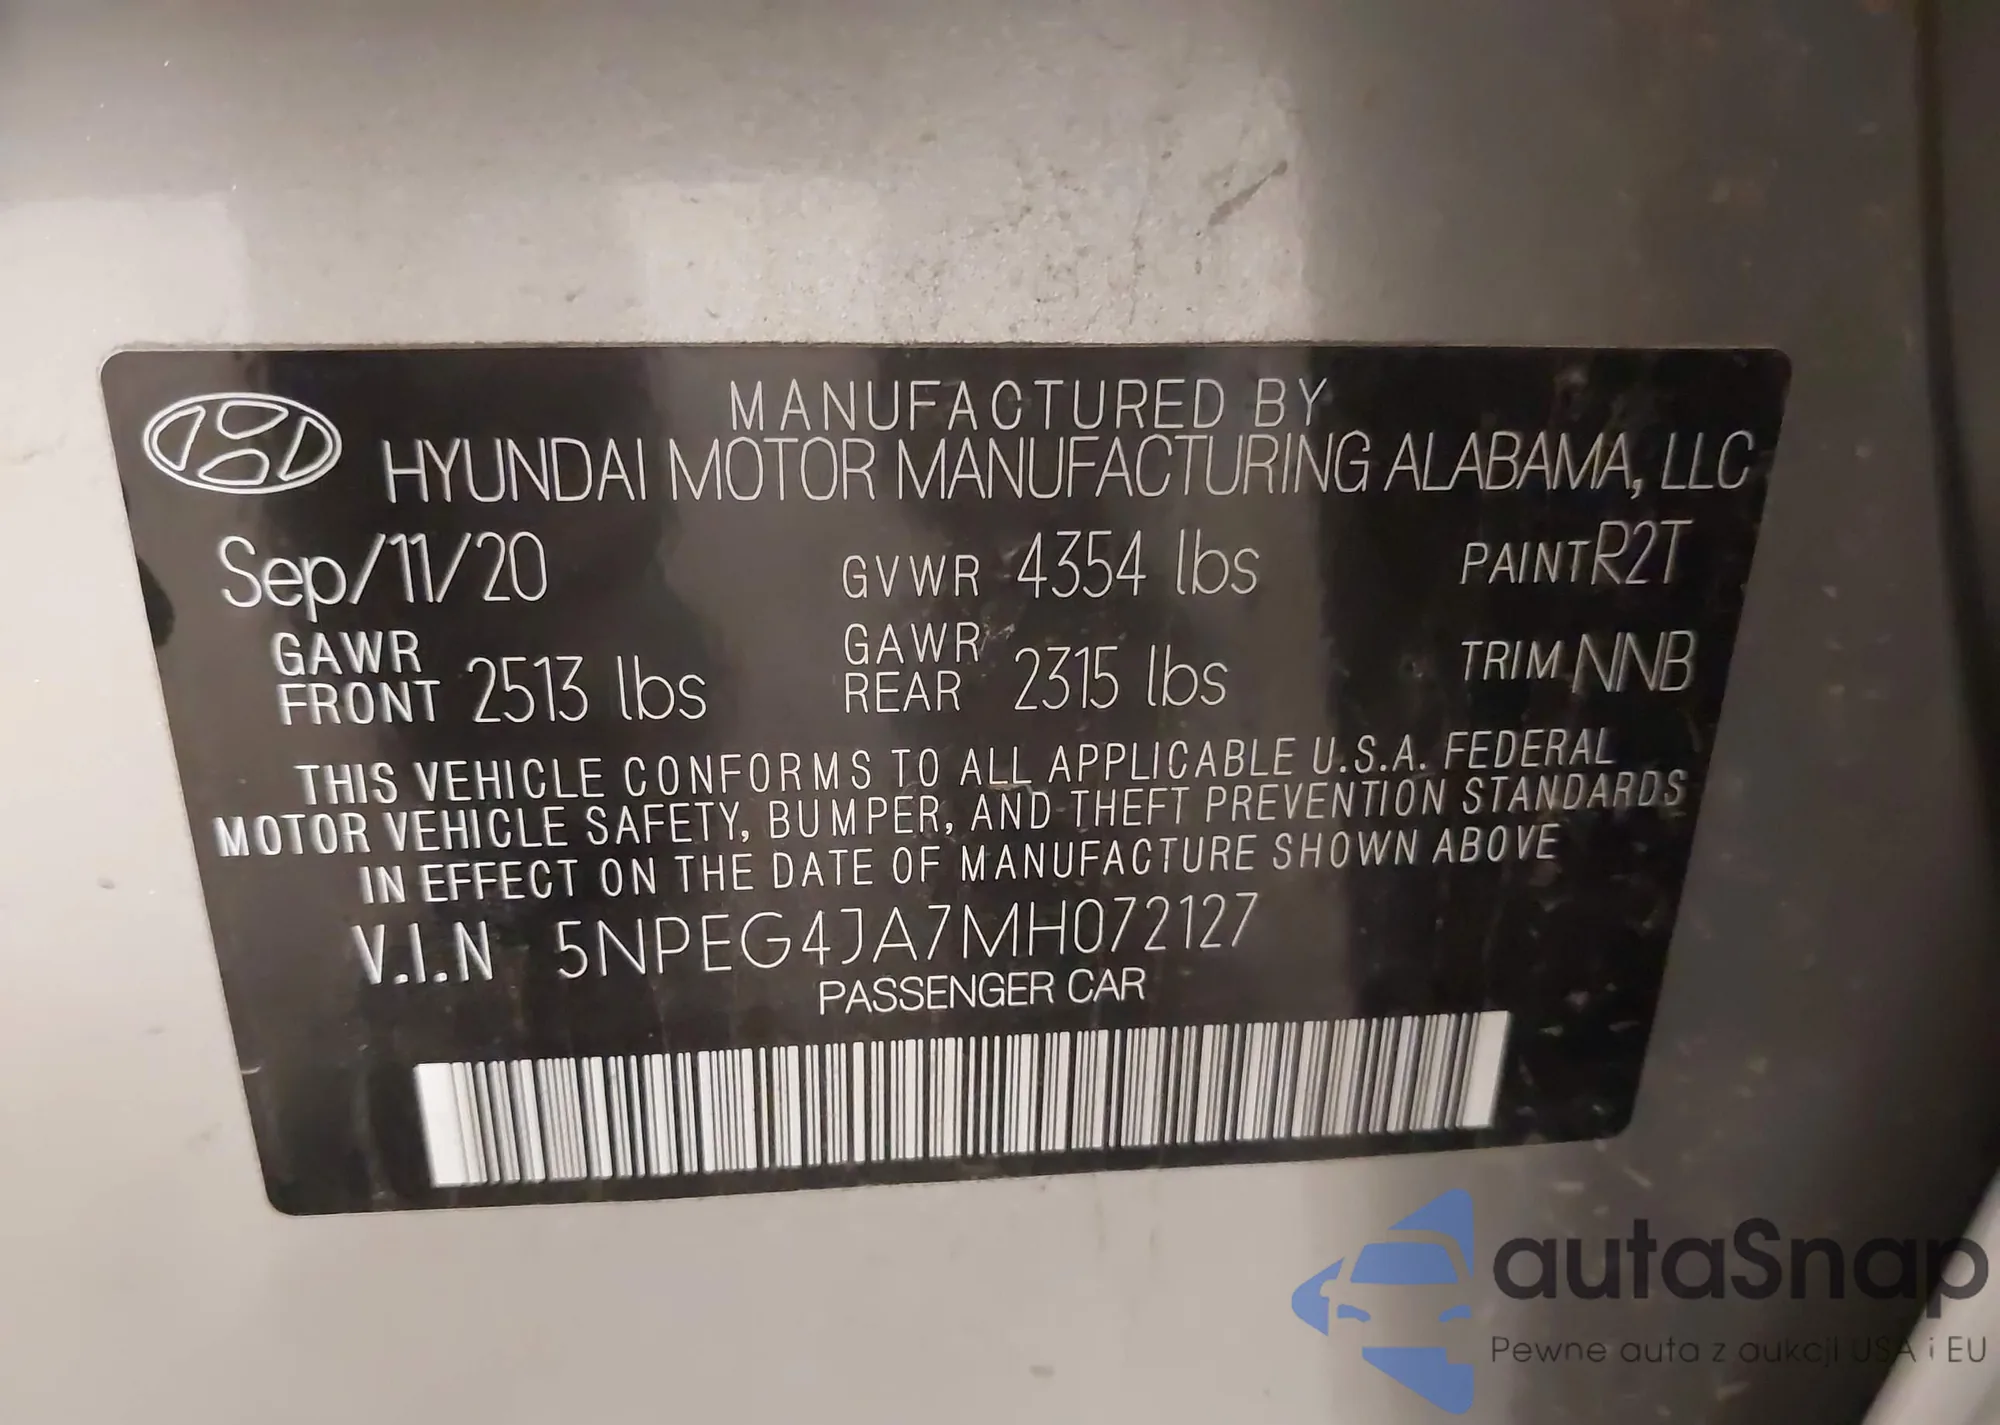 MANUFACTURED BY
HYUNDAI MOTOR MANUFACTURING ALABAMA, LLC
Sep/11/20 GVWR 4354 lbs PAINT R2T
GAWR FRONT 2513 lbs GAWR REAR 2315 lbs TRIM NNB
THIS VEHICLE CONFORMS TO ALL APPLICABLE U.S.A. FEDERAL
MOTOR VEHICLE SAFETY, BUMPER, AND THEFT PREVENTION STANDARDS
IN EFFECT ON THE DATE OF MANUFACTURE SHOWN ABOVE
V.I.N 5NPEG4JA7MH072127
PASSENGER CAR
autaSnap
Pewne auta z aukcji USA i EU